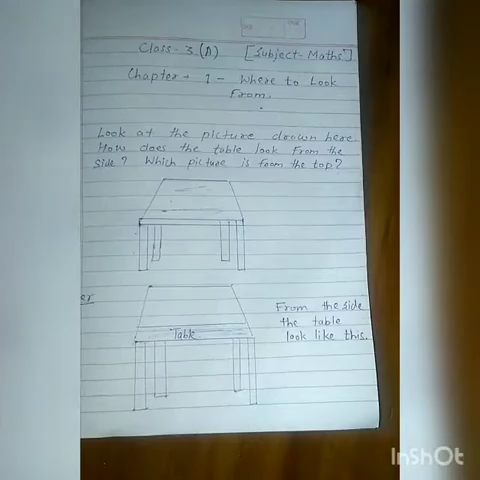 Class - 3 (A) [Subject - Maths]
Chapter - 1 - Where to Look
From.
Look at the picture drown here
How does the table look From the
side? Which picture is from the top?
er
From the side
the table
look like this.
Table
InShOt